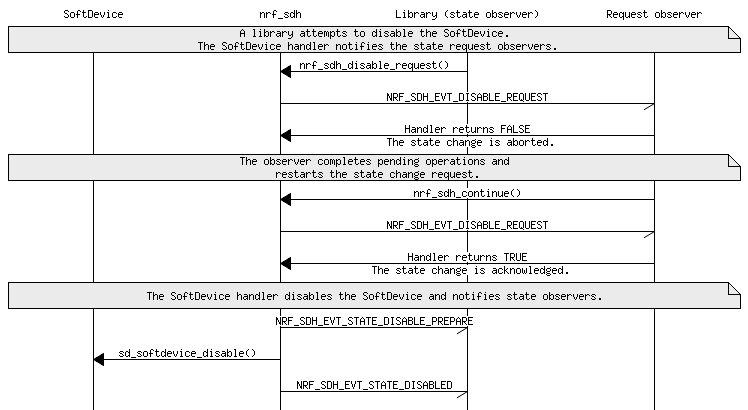 SoftDevice
nrf_sdh
Library (state observer)
Request observer
A library attempts to disable the SoftDevice.
The SoftDevice handler notifies the state request observers.
nrf_sdh_disable_request()
NRF_SDH_EVT_DISABLE_REQUEST
Handler returns FALSE
The state change is aborted.
The observer completes pending operations and
restarts the state change request.
nrf_sdh_continue()
NRF_SDH_EVT_DISABLE_REQUEST
Handler returns TRUE
The state change is acknowledged.
The SoftDevice handler disables the SoftDevice and notifies state observers.
NRF_SDH_EVT_STATE_DISABLE_PREPARE
sd_softdevice_disable()
NRF_SDH_EVT_STATE_DISABLED